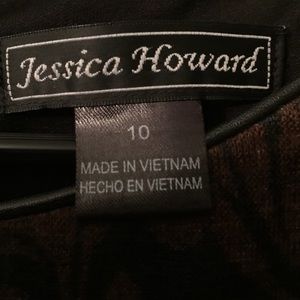 Jessica Howard
10
MADE IN VIETNAM
HECHO EN VIETNAM